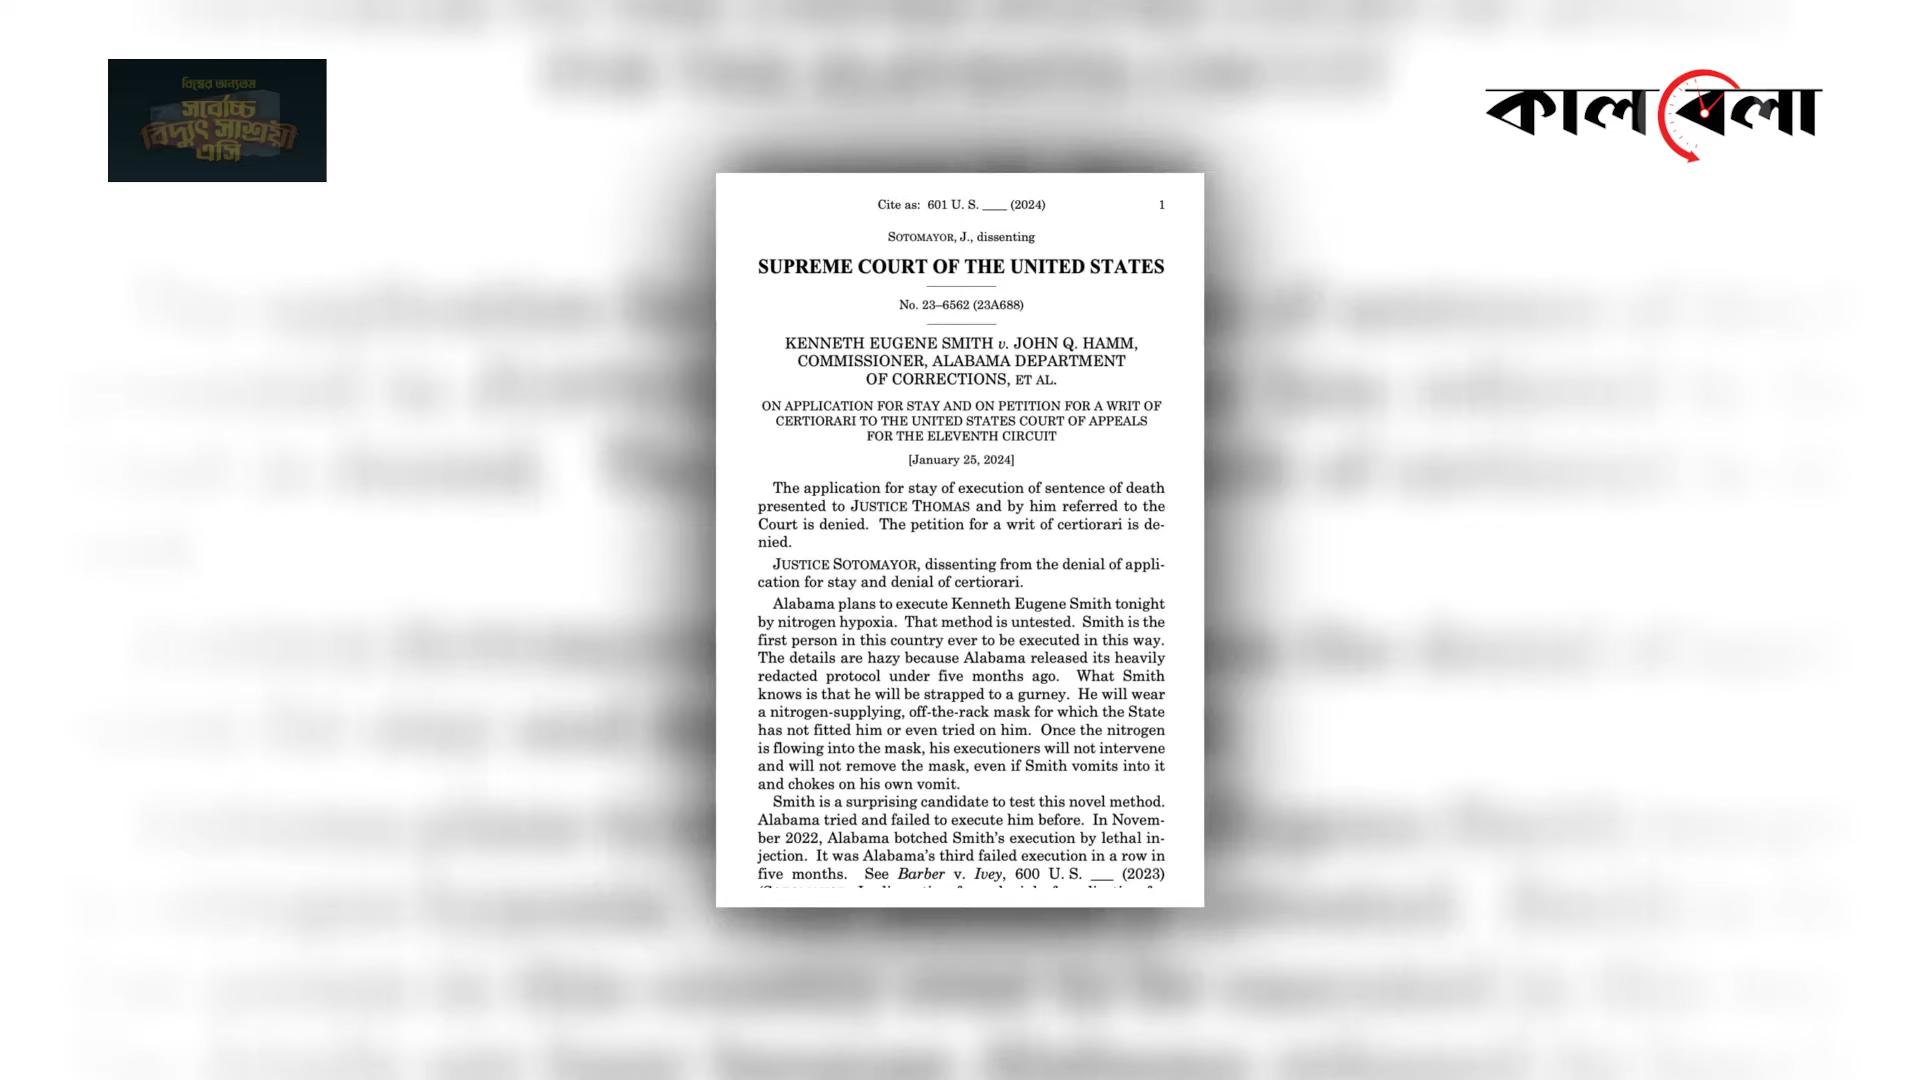 বিশ্বের অন্যতম
সর্বোচ্চ
বিদ্যুৎ সাশ্রয়ী
এসি
কালবেলা
Cite as: 601 U. S. ____ (2024) 1
SOTOMAYOR, J., dissenting
SUPREME COURT OF THE UNITED STATES
No. 23–6562 (23A688)
KENNETH EUGENE SMITH v. JOHN Q. HAMM,
COMMISSIONER, ALABAMA DEPARTMENT
OF CORRECTIONS, ET AL.
ON APPLICATION FOR STAY AND ON PETITION FOR A WRIT OF
CERTIORARI TO THE UNITED STATES COURT OF APPEALS
FOR THE ELEVENTH CIRCUIT
[January 25, 2024]
The application for stay of execution of sentence of death
presented to JUSTICE THOMAS and by him referred to the
Court is denied. The petition for a writ of certiorari is de-
nied.
JUSTICE SOTOMAYOR, dissenting from the denial of appli-
cation for stay and denial of certiorari.
Alabama plans to execute Kenneth Eugene Smith tonight
by nitrogen hypoxia. That method is untested. Smith is the
first person in this country ever to be executed in this way.
The details are hazy because Alabama released its heavily
redacted protocol under five months ago. What Smith
knows is that he will be strapped to a gurney. He will wear
a nitrogen-supplying, off-the-rack mask for which the State
has not fitted him or even tried on him. Once the nitrogen
is flowing into the mask, his executioners will not intervene
and will not remove the mask, even if Smith vomits into it
and chokes on his own vomit.
Smith is a surprising candidate to test this novel method.
Alabama tried and failed to execute him before. In Novem-
ber 2022, Alabama botched Smith’s execution by lethal in-
jection. It was Alabama’s third failed execution in a row in
five months. See Barber v. Ivey, 600 U. S. ___ (2023)